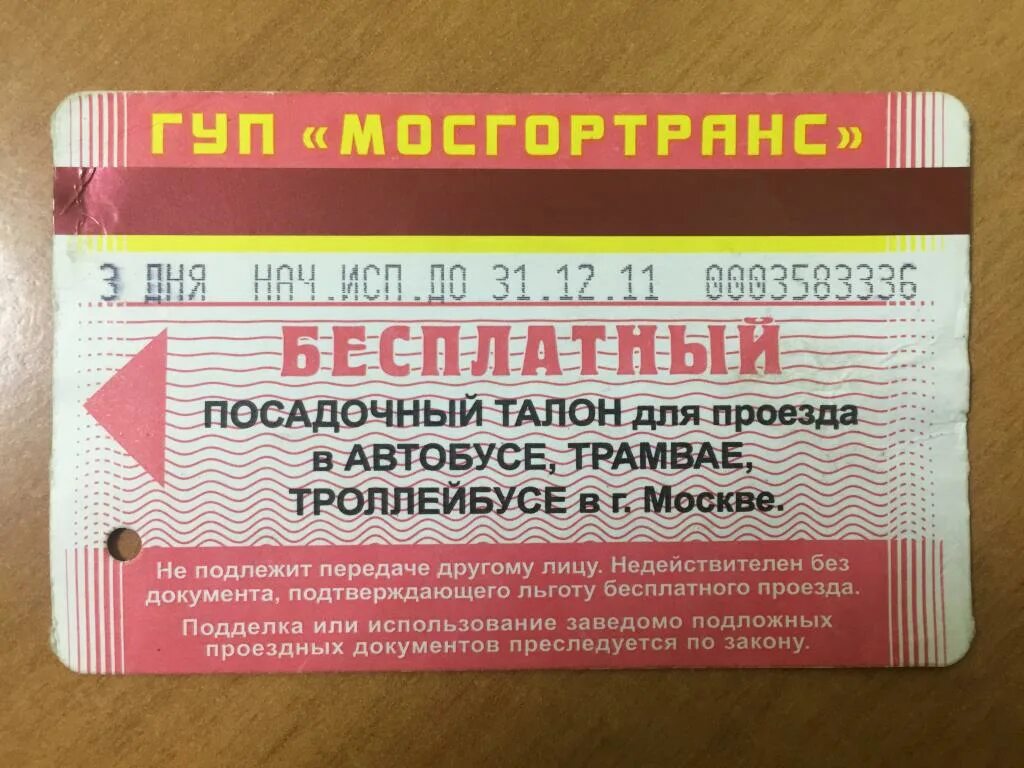 ГУП «МОСГОРТРАНС»
3 ДНЯ НАЧ.ИСП.ДО 31.12.11 0003583336
БЕСПЛАТНЫЙ
ПОСАДОЧНЫЙ ТАЛОН для проезда
в АВТОБУСЕ, ТРАМВАЕ,
ТРОЛЛЕЙБУСЕ в г. Москве.
Не подлежит передаче другому лицу. Недействителен без
документа, подтверждающего льготу бесплатного проезда.
Подделка или использование заведомо подложных
проездных документов преследуется по закону.